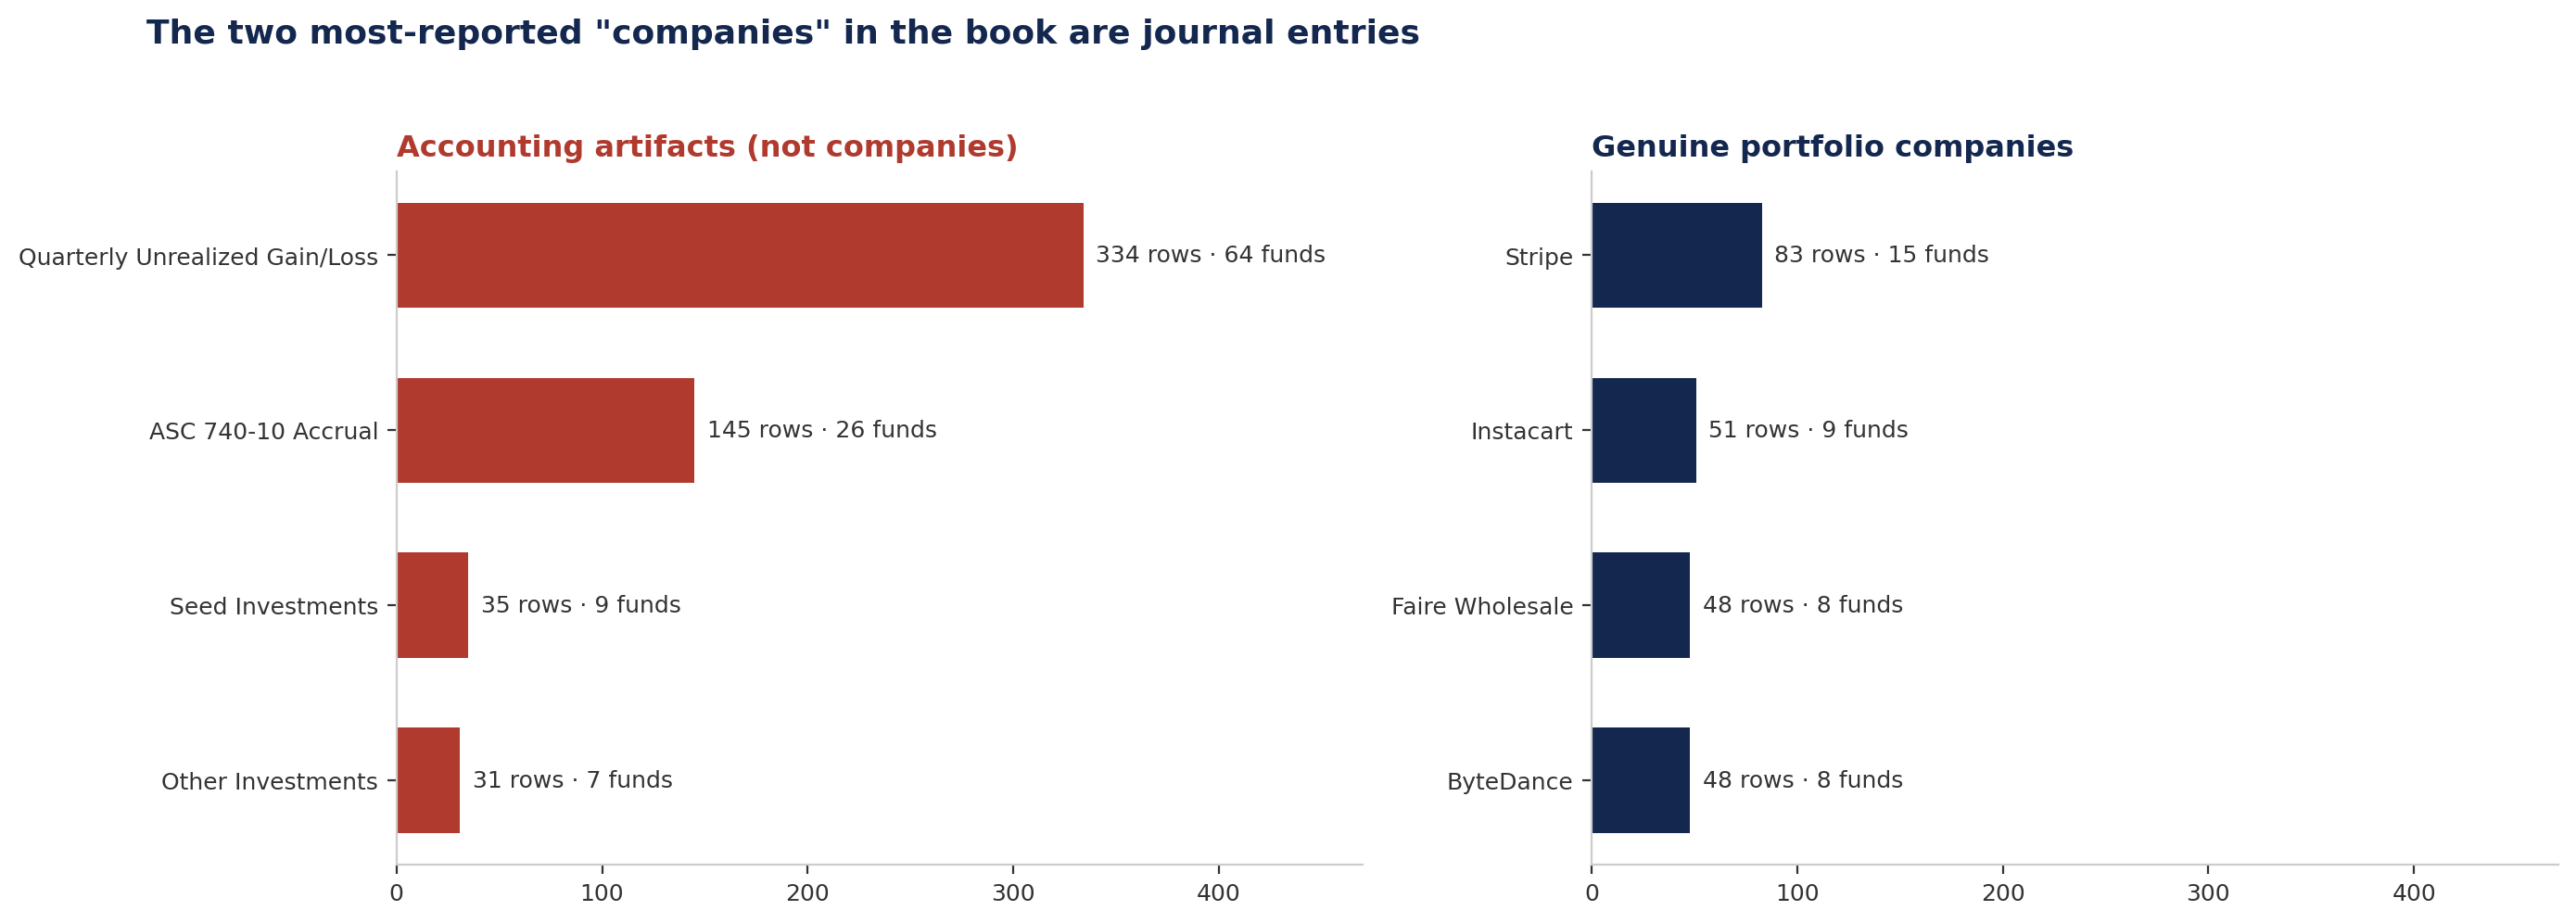 The two most-reported "companies" in the book are journal entries
Accounting artifacts (not companies)
Quarterly Unrealized Gain/Loss
334 rows · 64 funds
ASC 740-10 Accrual
145 rows · 26 funds
Seed Investments
35 rows · 9 funds
Other Investments
31 rows · 7 funds
0 100 200 300 400
Genuine portfolio companies
Stripe
83 rows · 15 funds
Instacart
51 rows · 9 funds
Faire Wholesale
48 rows · 8 funds
ByteDance
48 rows · 8 funds
0 100 200 300 400